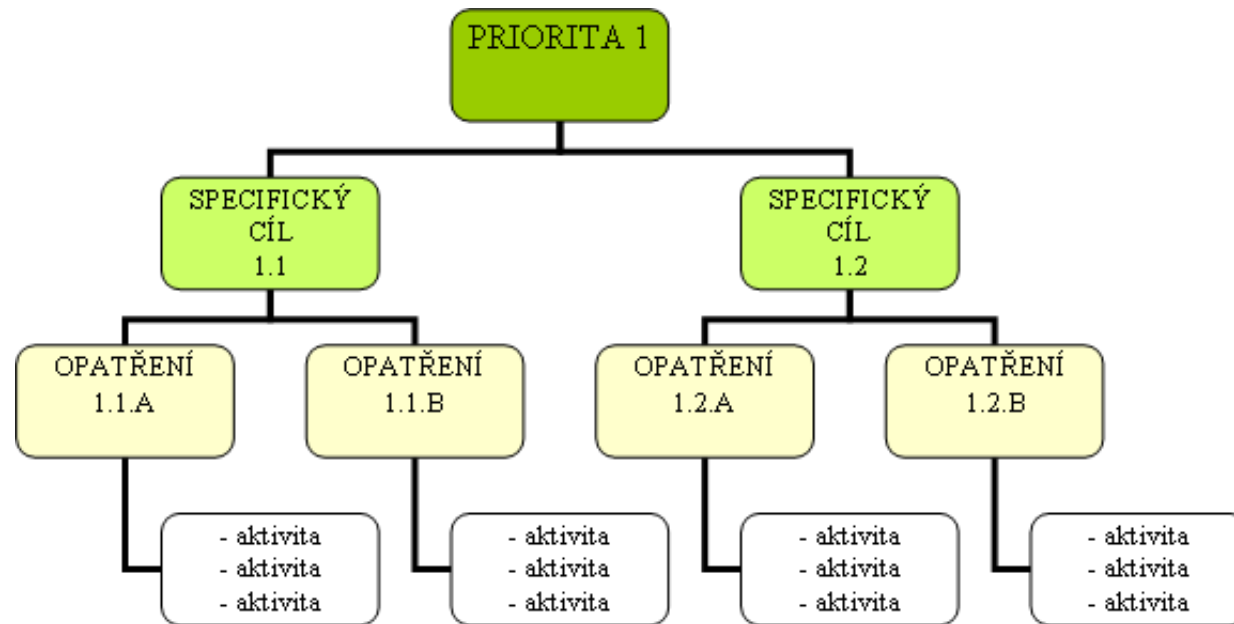 PRIORITA 1
SPECIFICKÝ
CÍL
1.1
SPECIFICKÝ
CÍL
1.2
OPATŘENÍ
1.1.A
OPATŘENÍ
1.1.B
OPATŘENÍ
1.2.A
OPATŘENÍ
1.2.B
- aktivita
- aktivita
- aktivita
- aktivita
- aktivita
- aktivita
- aktivita
- aktivita
- aktivita
- aktivita
- aktivita
- aktivita